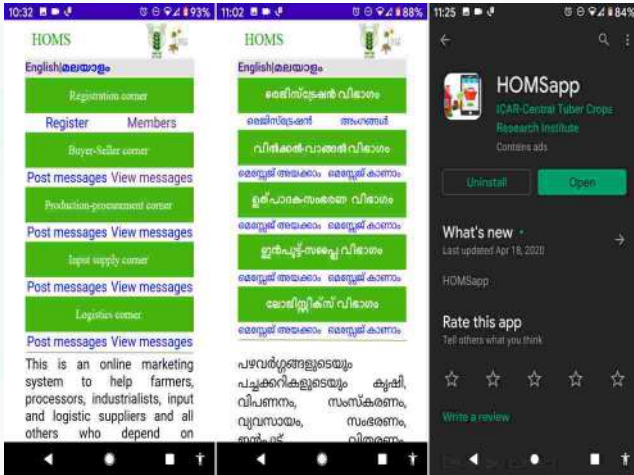 10:32
93%
HOMS
English|മലയാളം
Registration corner
Register Members
Buyer-Seller corner
Post messages View messages
Production-procurement corner
Post messages View messages
Input supply corner
Post messages View messages
Logistics corner
Post messages View messages
This is an online marketing
system to help farmers,
processors, industrialists, input
and logistic suppliers and all
others who depend on
11:02
88%
HOMS
English|മലയാളം
രെജിസ്ട്രേഷൻ വിഭാഗം
രെജിസ്ട്രേഷൻ അംഗങ്ങൾ
വിൽക്കൽ-വാങ്ങൽ വിഭാഗം
മെസ്സേജ് അയക്കാം മെസ്സേജ് കാണാം
ഉത്പാദക-സംഭരണ വിഭാഗം
മെസ്സേജ് അയക്കാം മെസ്സേജ് കാണാം
ഇൻപുട്ട്-സപ്ലൈ വിഭാഗം
മെസ്സേജ് അയക്കാം മെസ്സേജ് കാണാം
ലോജിസ്റ്റിക്സ് വിഭാഗം
മെസ്സേജ് അയക്കാം മെസ്സേജ് കാണാം
പഴവർഗ്ഗങ്ങളുടെയും
പച്ചക്കറികളുടെയും കൃഷി,
വിപണനം, സംസ്കരണം,
വ്യവസായം, സംഭരണം,
ഇൻപുട്ട് വിതരണം,
11:25
84%
HOMSapp
ICAR-Central Tuber Crops
Research Institute
Contains ads
Uninstall Open
What's new
Last updated Apr 18, 2020
HOMSapp
Rate this app
Tell others what you think
Write a review